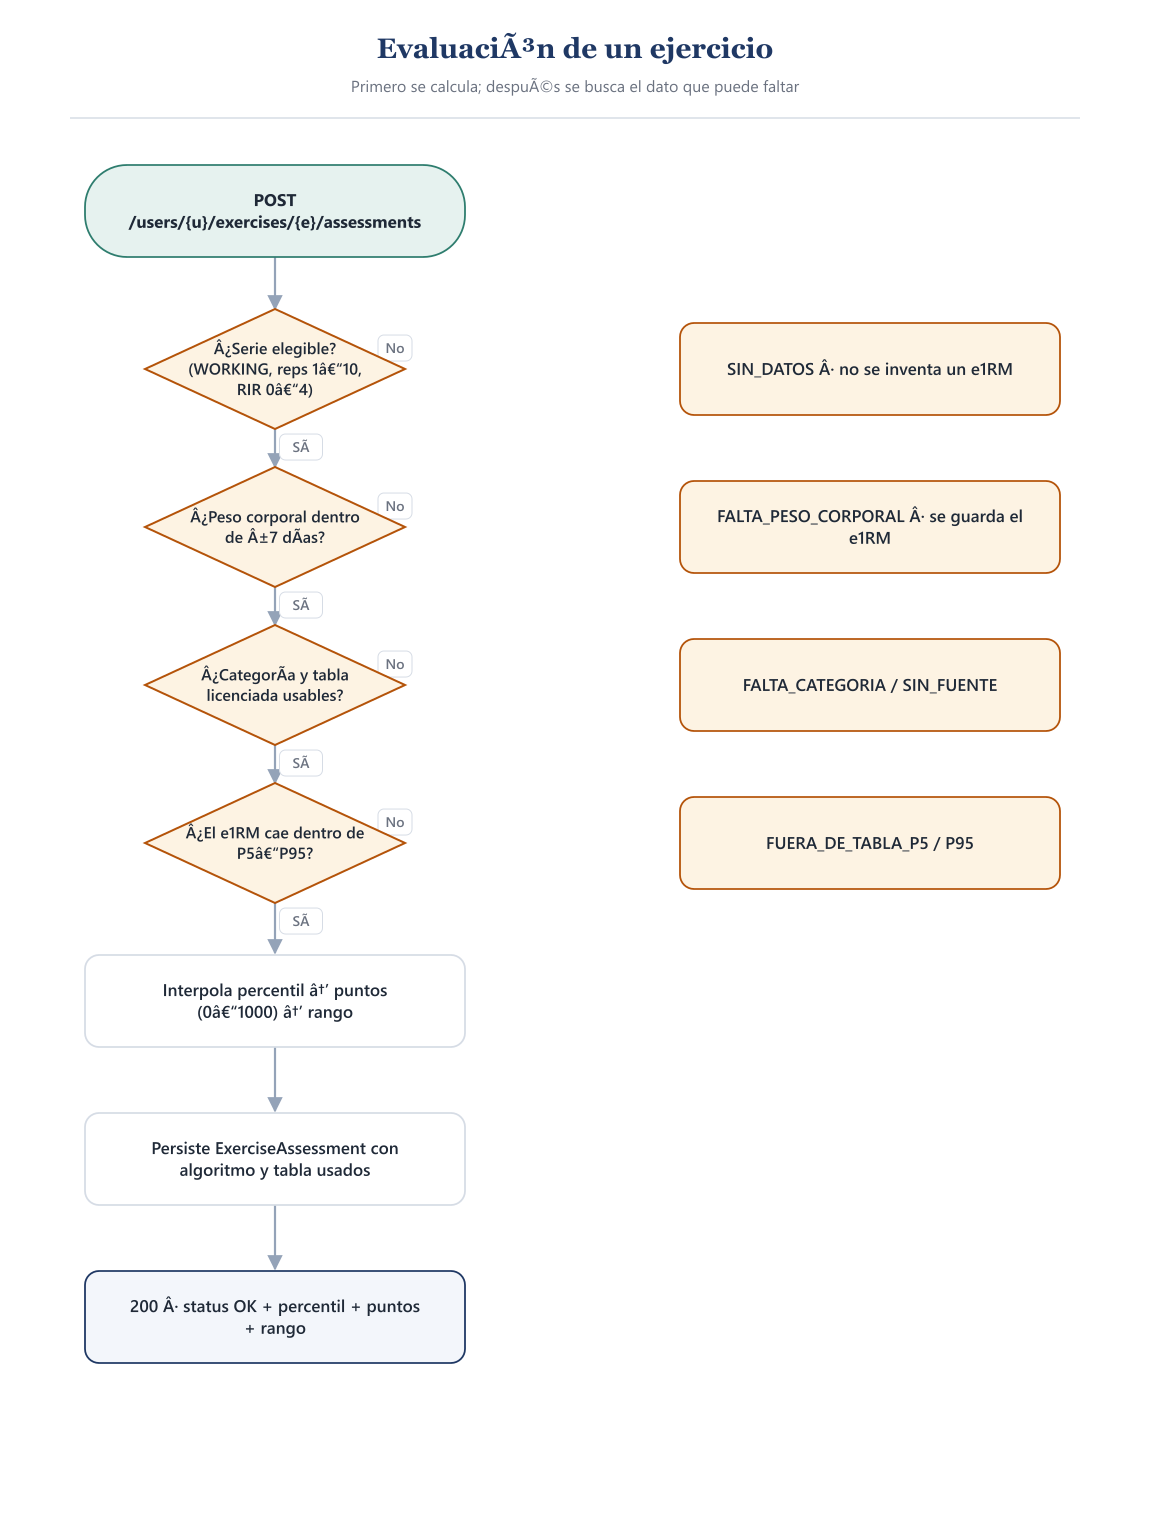 EvaluaciÃ³n de un ejercicio
Primero se calcula; despuÃ©s se busca el dato que puede faltar
POST
/users/{u}/exercises/{e}/assessments
Â¿Serie elegible?
(WORKING, reps 1â€“10,
RIR 0â€“4)
No
SIN_DATOS Â· no se inventa un e1RM
SÃ
Â¿Peso corporal dentro
de Â±7 dÃas?
No
FALTA_PESO_CORPORAL Â· se guarda el
e1RM
SÃ
Â¿CategorÃa y tabla
licenciada usables?
No
FALTA_CATEGORIA / SIN_FUENTE
SÃ
Â¿El e1RM cae dentro de
P5â€“P95?
No
FUERA_DE_TABLA_P5 / P95
SÃ
Interpola percentil â†’ puntos
(0â€“1000) â†’ rango
Persiste ExerciseAssessment con
algoritmo y tabla usados
200 Â· status OK + percentil + puntos
+ rango